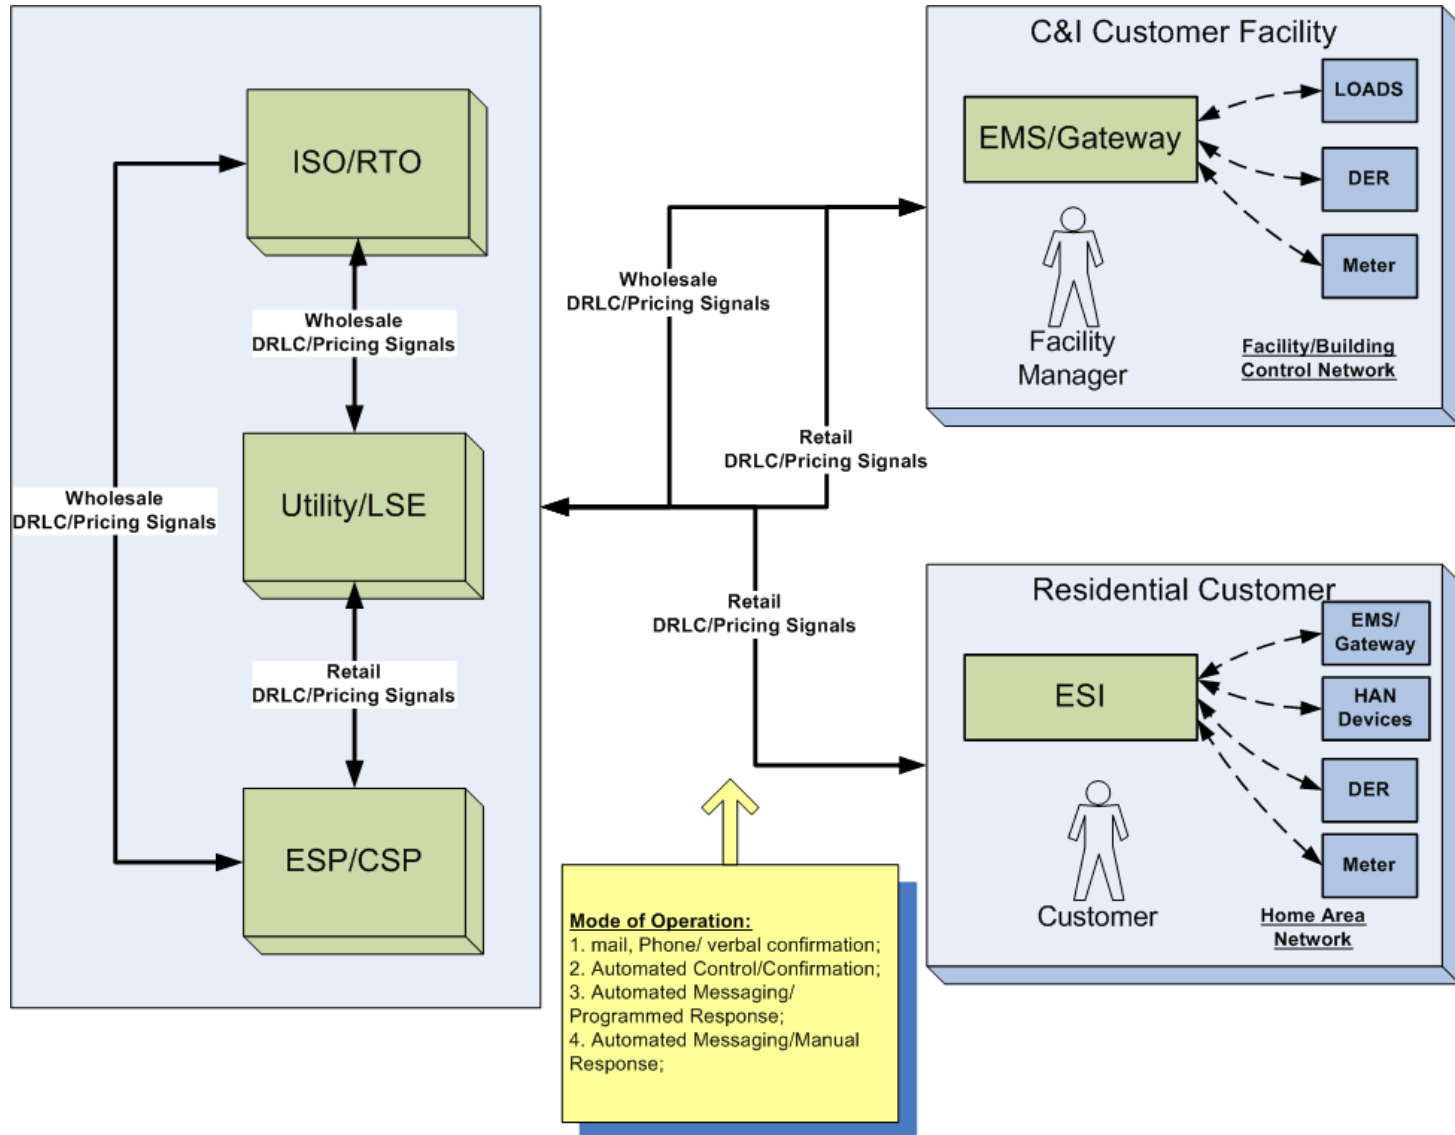 ISO/RTO
Wholesale
DRLC/Pricing Signals
Utility/LSE
Wholesale
DRLC/Pricing Signals
Retail
DRLC/Pricing Signals
ESP/CSP
Wholesale
DRLC/Pricing Signals
Retail
DRLC/Pricing Signals
Retail
DRLC/Pricing Signals
Mode of Operation:
1. mail, Phone/ verbal confirmation;
2. Automated Control/Confirmation;
3. Automated Messaging/
Programmed Response;
4. Automated Messaging/Manual
Response;
C&I Customer Facility
EMS/Gateway
LOADS
DER
Meter
Facility
Manager
Facility/Building
Control Network
Residential Customer
ESI
EMS/
Gateway
HAN
Devices
DER
Meter
Customer
Home Area
Network